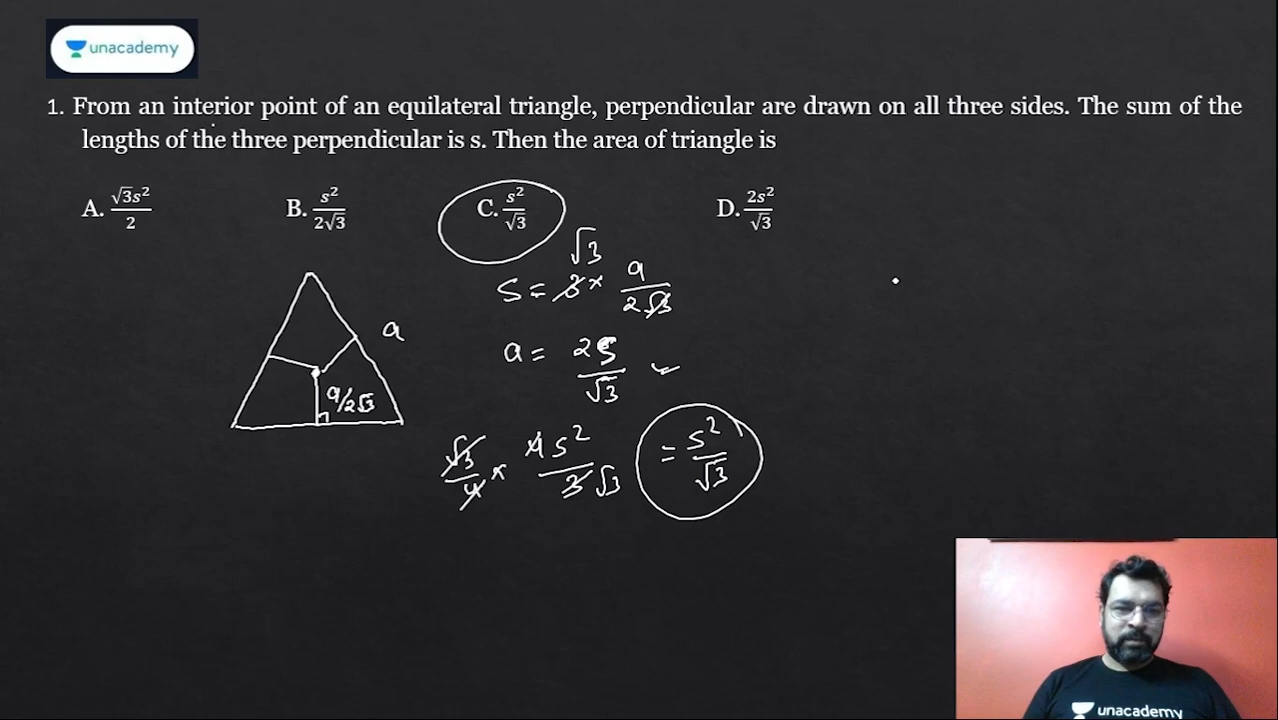 unacademy
1. From an interior point of an equilateral triangle, perpendicular are drawn on all three sides. The sum of the
lengths of the three perpendicular is s. Then the area of triangle is
A. √3s²/2 B. s²/2√3 C. s²/√3 D. 2s²/√3
√3
s = 3 × a/2√3
a
a = 2s/√3
a/2√3
√3/4 × 4s²/3√3 = s²/√3
unacademy